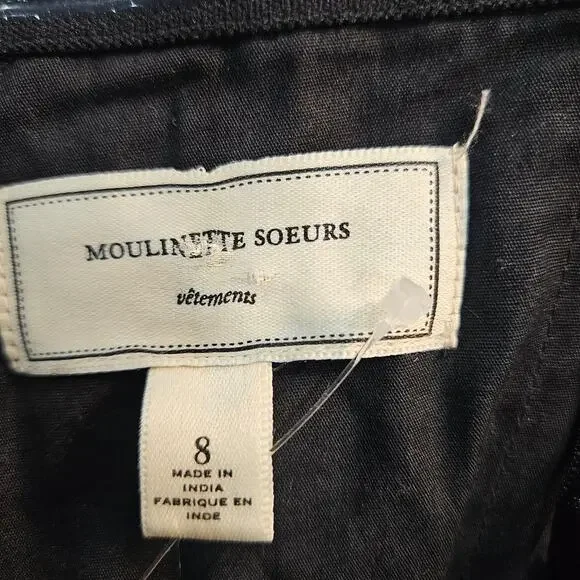 MOULINETTE SOEURS
vêtements
8
MADE IN
INDIA
FABRIQUE EN
INDE